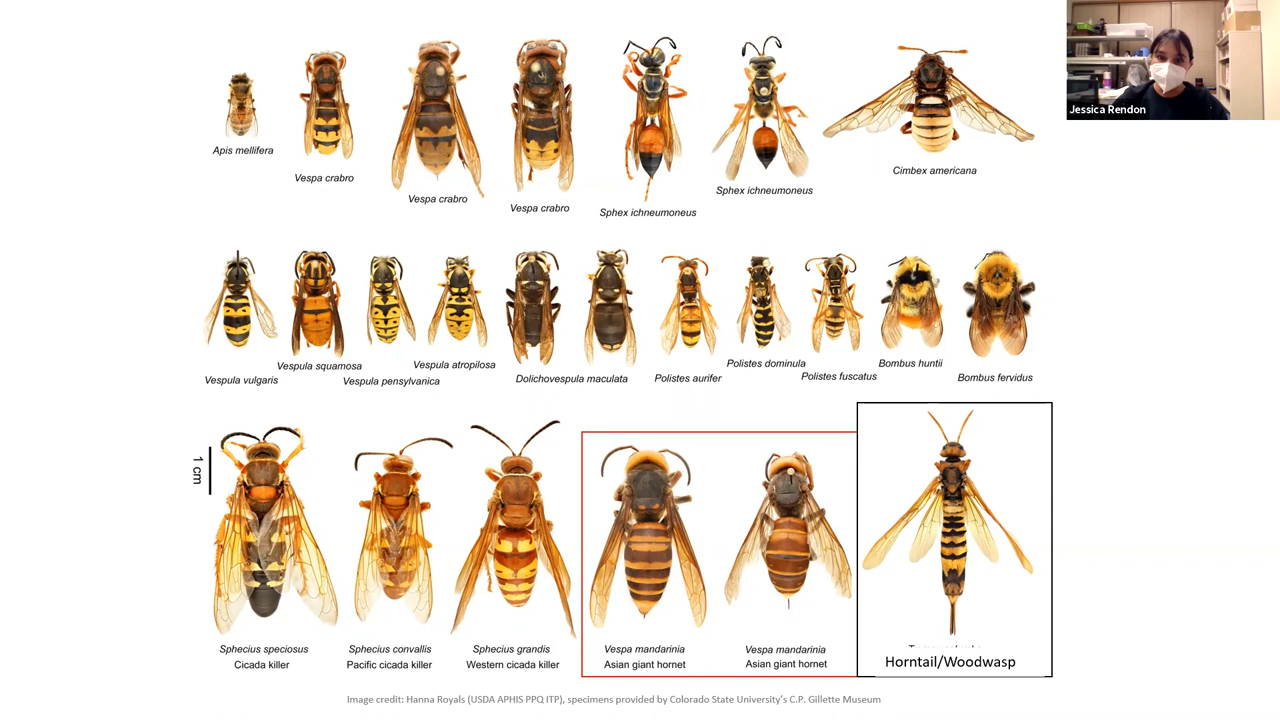 Jessica Rendon
Apis mellifera
Vespa crabro
Vespa crabro
Vespa crabro
Sphex ichneumoneus
Sphex ichneumoneus
Cimbex americana
Vespula vulgaris
Vespula squamosa
Vespula pensylvanica
Vespula atropilosa
Dolichovespula maculata
Polistes aurifer
Polistes dominula
Polistes fuscatus
Bombus huntii
Bombus fervidus
1 cm
Sphecius speciosus
Cicada killer
Sphecius convallis
Pacific cicada killer
Sphecius grandis
Western cicada killer
Vespa mandarinia
Asian giant hornet
Vespa mandarinia
Asian giant hornet
Horntail/Woodwasp
Image credit: Hanna Royals (USDA APHIS PPQ ITP), specimens provided by Colorado State University's C.P. Gillette Museum